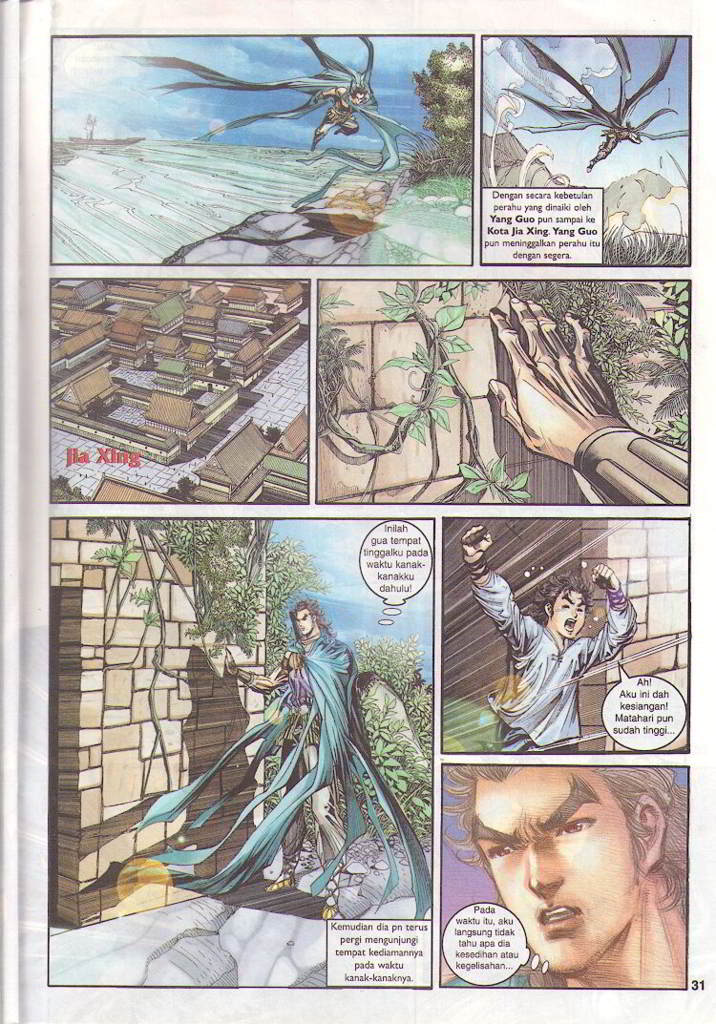 Dengan secara kebetulan
perahu yang dinaiki oleh
Yang Guo pun sampai ke
Kota Jia Xing. Yang Guo
pun meninggalkan perahu itu
dengan segera.
Jia Xing
Inilah
gua tempat
tinggalku pada
waktu kanak-
kanakku
dahulu!
Ah!
Aku ini dah
kesiangan!
Matahari pun
sudah tinggi...
Kemudian dia pn terus
pergi mengunjungi
tempat kediamannya
pada waktu
kanak-kanaknya.
Pada
waktu itu, aku
langsung tidak
tahu apa dia
kesedihan atau
kegelisahan...
31